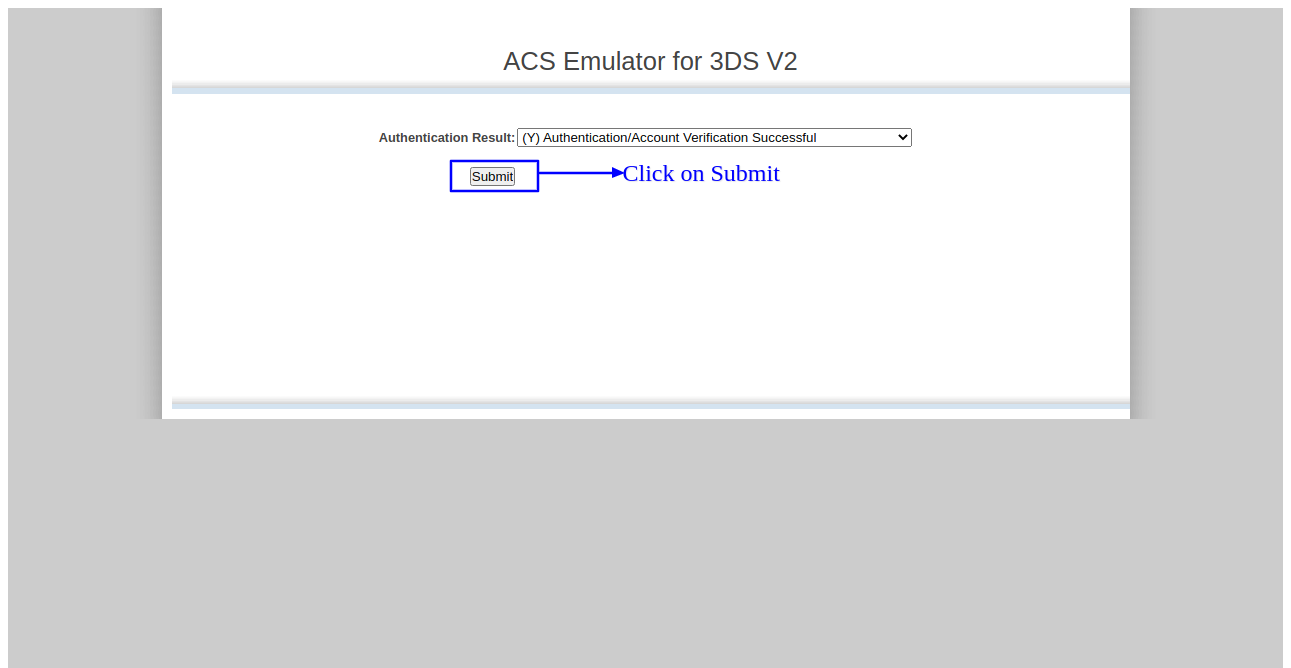 ACS Emulator for 3DS V2
Authentication Result: (Y) Authentication/Account Verification Successful
Submit Click on Submit